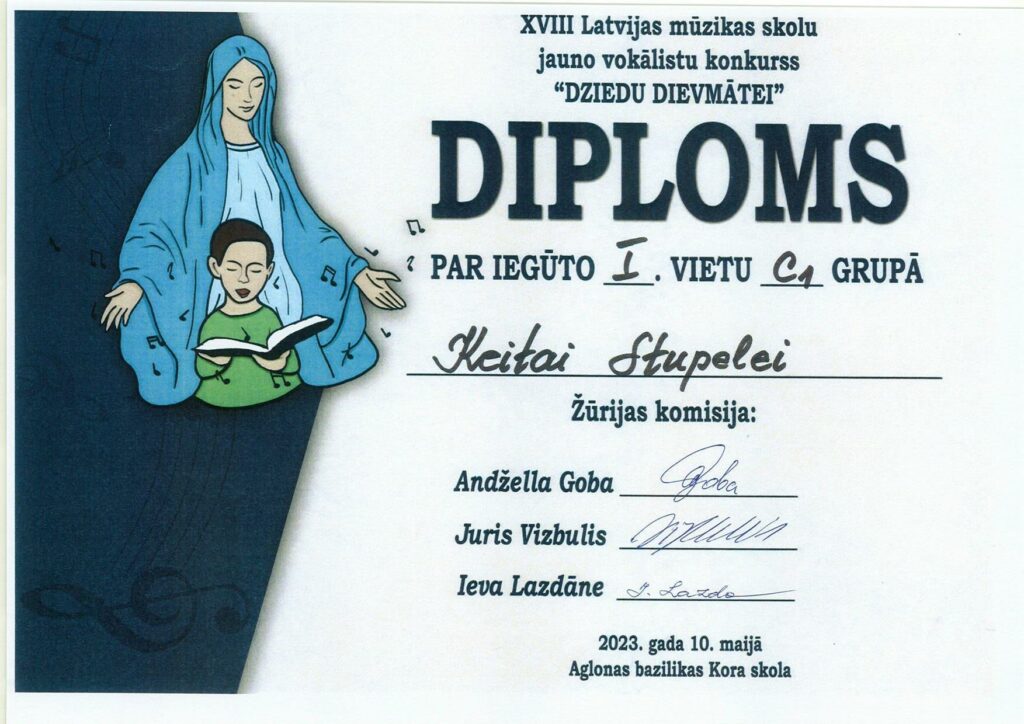 XVIII Latvijas mūzikas skolu
jauno vokālistu konkurss
“DZIEDU DIEVMĀTEI”
DIPLOMS
PAR IEGŪTO I. VIETU C1 GRUPĀ
Keitai Stupelei
Žūrijas komisija:
Andžella Goba Goba
Juris Vizbulis
Ieva Lazdāne I. Lazda
2023. gada 10. maijā
Aglonas bazilikas Kora skola